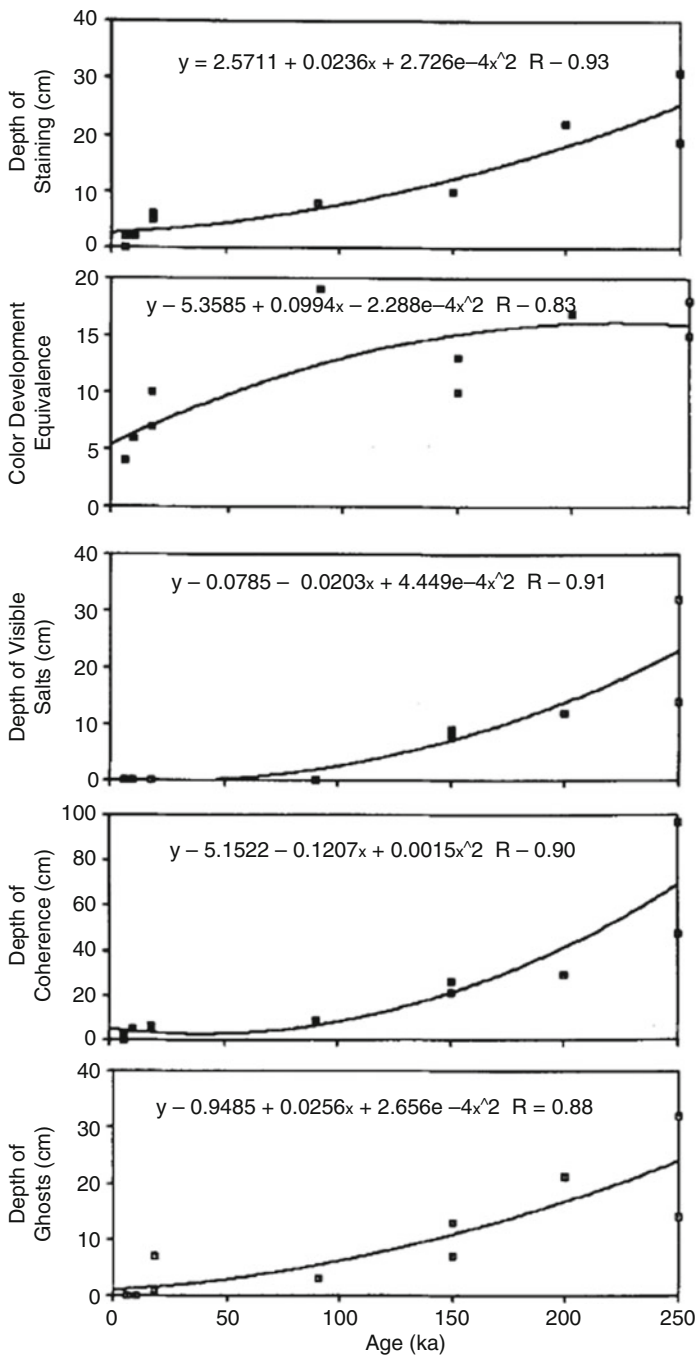 40
30
20
10
0
Depth of
Staining (cm)
y = 2.5711 + 0.0236x + 2.726e–4x^2 R – 0.93
20
15
10
5
0
Color Development
Equivalence
y – 5.3585 + 0.0994x – 2.288e–4x^2 R – 0.83
40
30
20
10
0
Depth of Visible
Salts (cm)
y – 0.0785 – 0.0203x + 4.449e–4x^2 R – 0.91
100
80
60
40
20
0
Depth of
Coherence (cm)
y – 5.1522 – 0.1207x + 0.0015x^2 R – 0.90
40
30
20
10
0
Depth of
Ghosts (cm)
y – 0.9485 + 0.0256x + 2.656e –4x^2 R = 0.88
0 50 100 150 200 250
Age (ka)